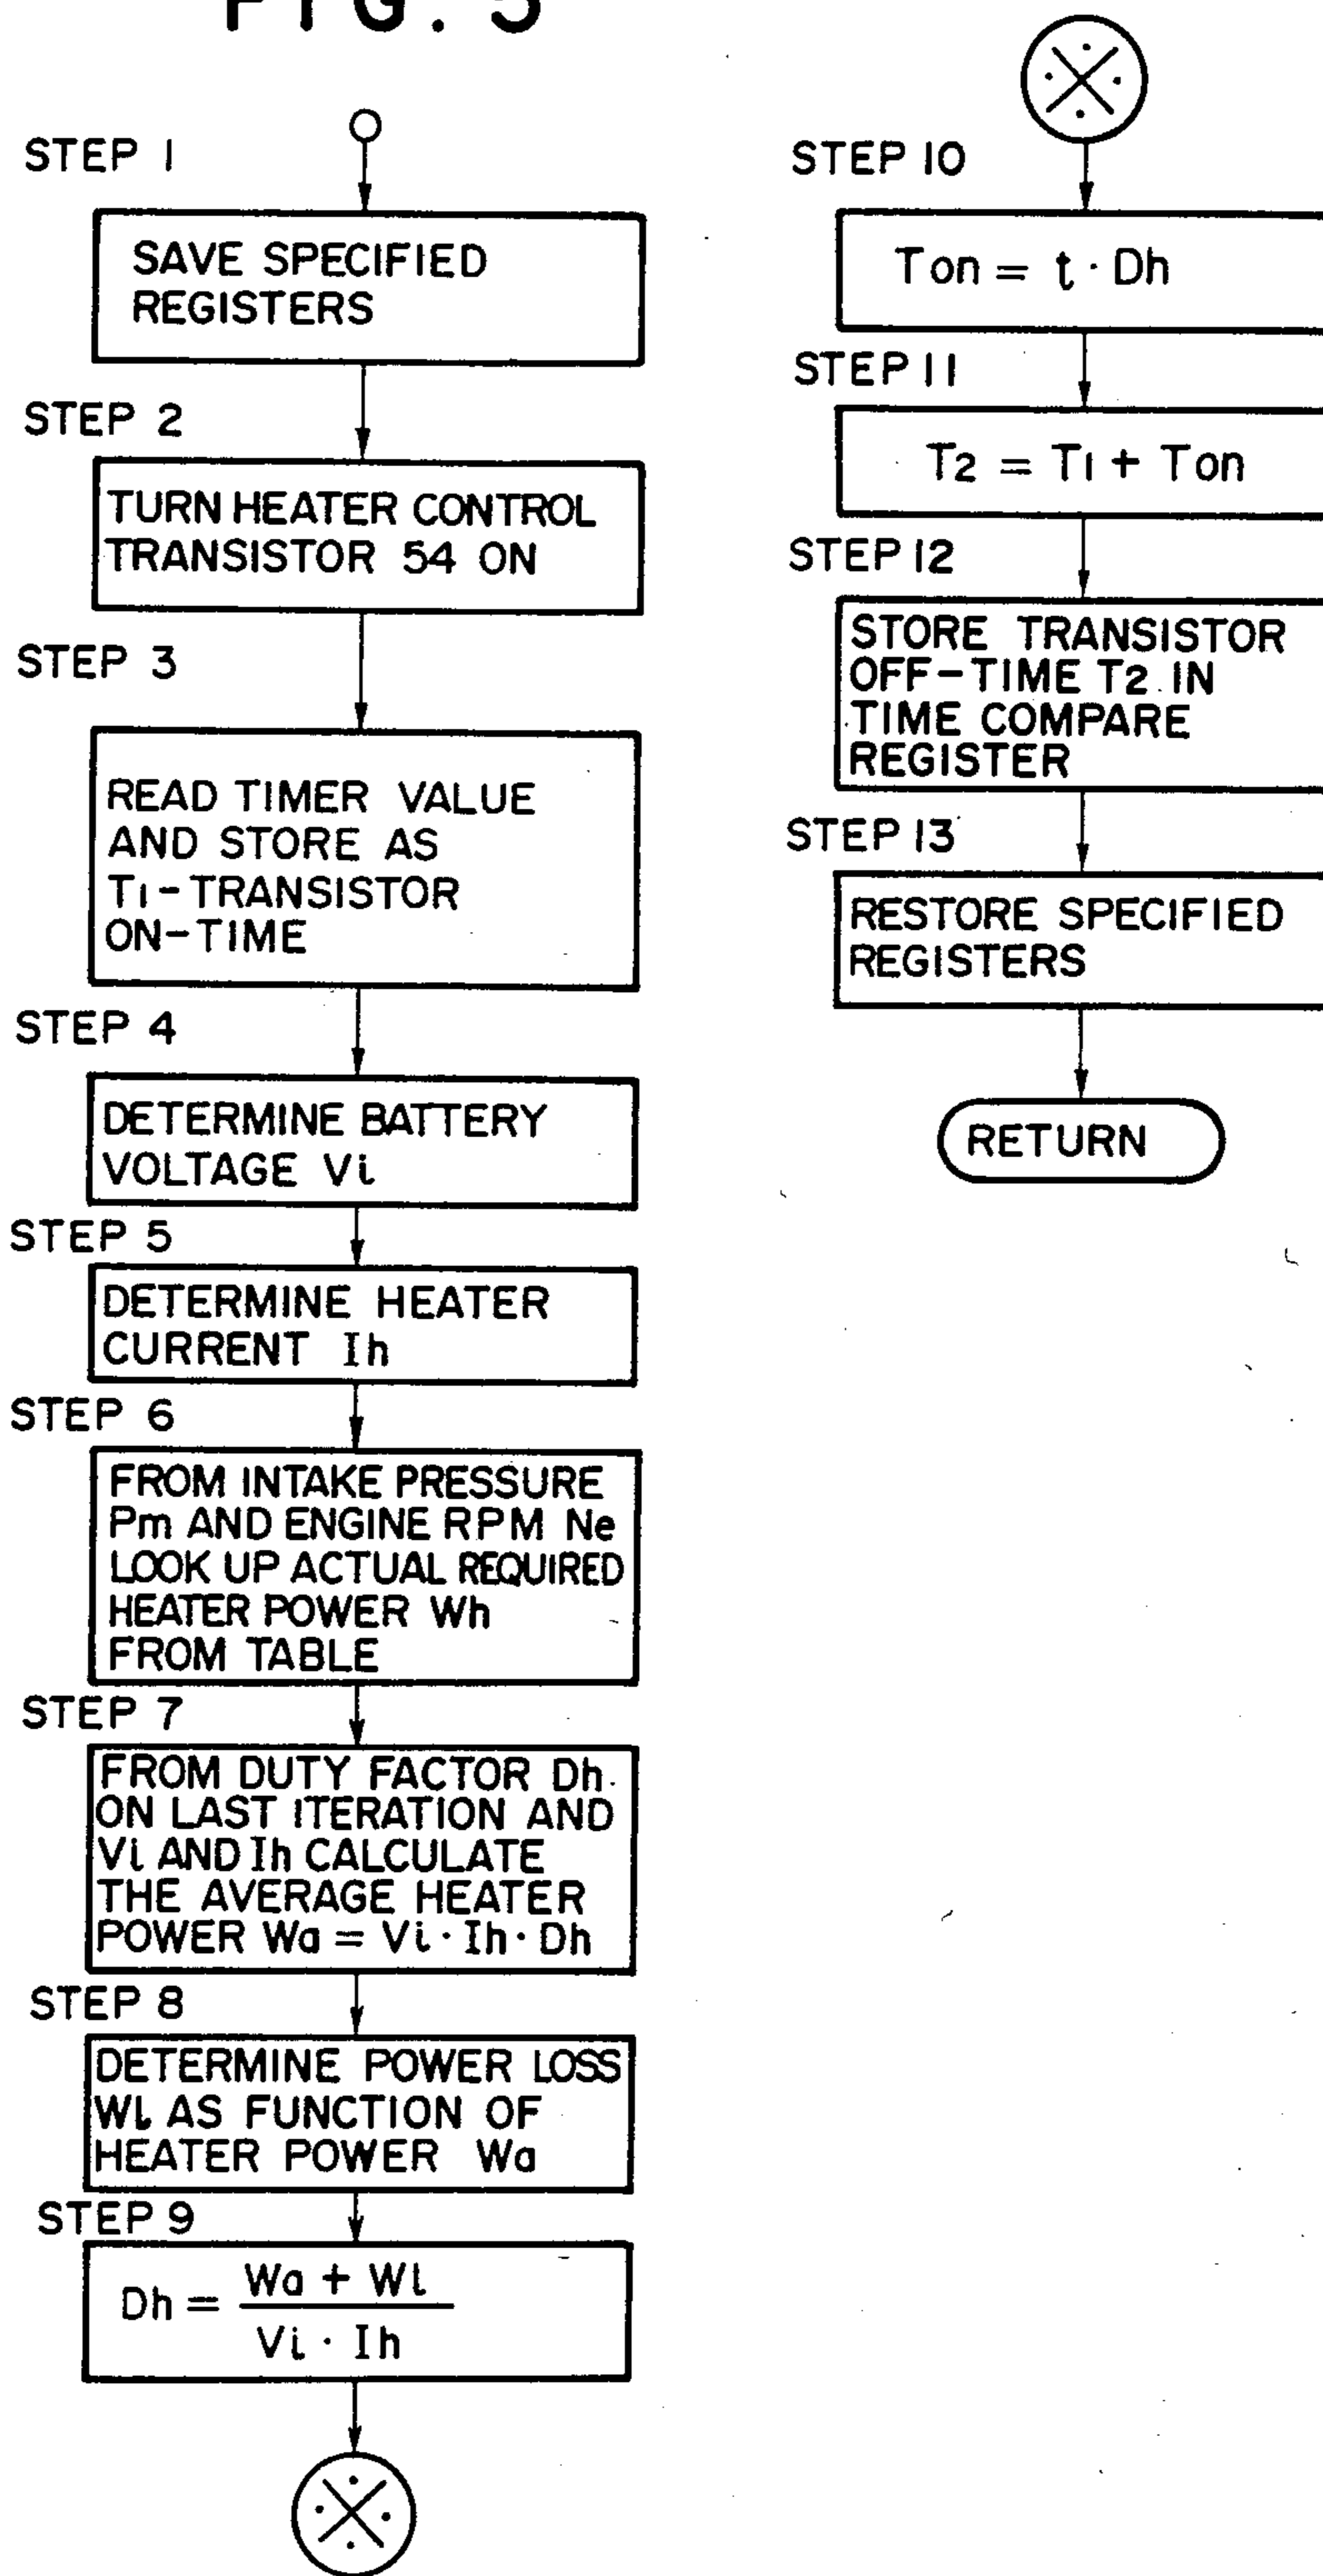 FIG. 5
STEP 1
SAVE SPECIFIED
REGISTERS
STEP 2
TURN HEATER CONTROL
TRANSISTOR 54 ON
STEP 3
READ TIMER VALUE
AND STORE AS
T1-TRANSISTOR
ON-TIME
STEP 4
DETERMINE BATTERY
VOLTAGE Vi
STEP 5
DETERMINE HEATER
CURRENT Ih
STEP 6
FROM INTAKE PRESSURE
Pm AND ENGINE RPM Ne
LOOK UP ACTUAL REQUIRED
HEATER POWER Wh
FROM TABLE
STEP 7
FROM DUTY FACTOR Dh
ON LAST ITERATION AND
Vi AND Ih CALCULATE
THE AVERAGE HEATER
POWER Wa = Vi · Ih · Dh
STEP 8
DETERMINE POWER LOSS
Wl AS FUNCTION OF
HEATER POWER Wa
STEP 9
Dh = Wa + Wl
Vi · Ih
STEP 10
Ton = t · Dh
STEP 11
T2 = T1 + Ton
STEP 12
STORE TRANSISTOR
OFF-TIME T2 IN
TIME COMPARE
REGISTER
STEP 13
RESTORE SPECIFIED
REGISTERS
RETURN